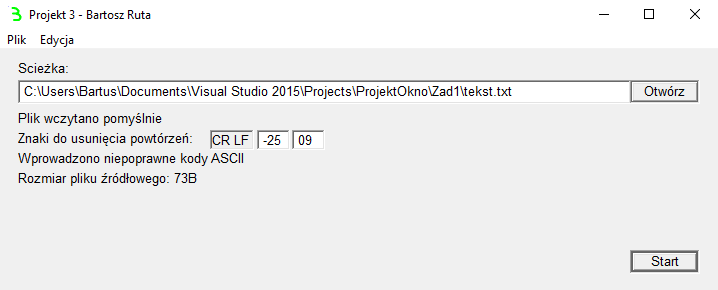 Projekt 3 - Bartosz Ruta
Plik Edycja
Scieżka:
C:\Users\Bartus\Documents\Visual Studio 2015\Projects\ProjektOkno\Zad1\tekst.txt Otwórz
Plik wczytano pomyślnie
Znaki do usunięcia powtórzeń: CR LF -25 09
Wprowadzono niepoprawne kody ASCII
Rozmiar pliku źródłowego: 73B
Start